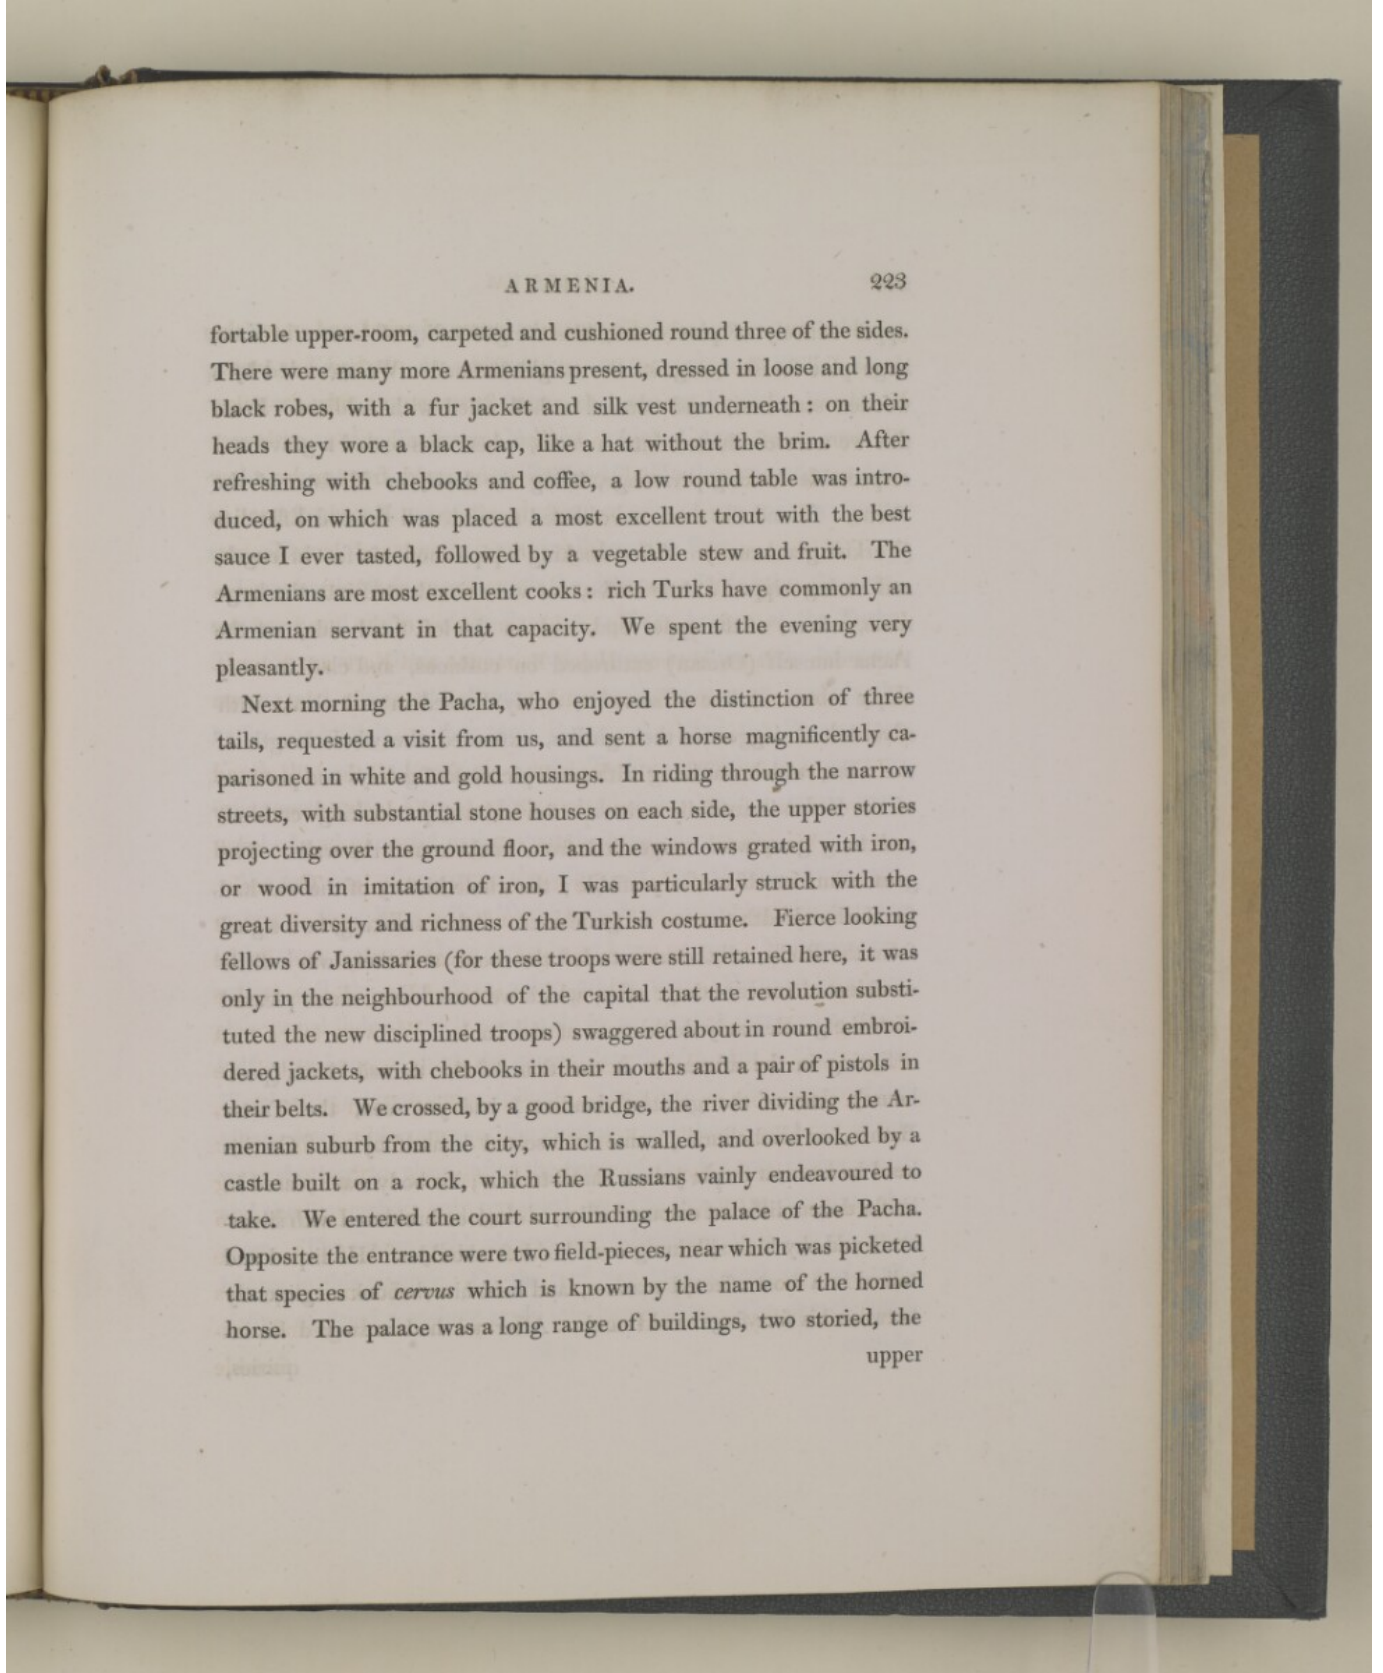 ARMENIA. 223
fortable upper-room, carpeted and cushioned round three of the sides.
There were many more Armenians present, dressed in loose and long
black robes, with a fur jacket and silk vest underneath: on their
heads they wore a black cap, like a hat without the brim. After
refreshing with chebooks and coffee, a low round table was intro-
duced, on which was placed a most excellent trout with the best
sauce I ever tasted, followed by a vegetable stew and fruit. The
Armenians are most excellent cooks: rich Turks have commonly an
Armenian servant in that capacity. We spent the evening very
pleasantly.
Next morning the Pacha, who enjoyed the distinction of three
tails, requested a visit from us, and sent a horse magnificently ca-
parisoned in white and gold housings. In riding through the narrow
streets, with substantial stone houses on each side, the upper stories
projecting over the ground floor, and the windows grated with iron,
or wood in imitation of iron, I was particularly struck with the
great diversity and richness of the Turkish costume. Fierce looking
fellows of Janissaries (for these troops were still retained here, it was
only in the neighbourhood of the capital that the revolution substi-
tuted the new disciplined troops) swaggered about in round embroi-
dered jackets, with chebooks in their mouths and a pair of pistols in
their belts. We crossed, by a good bridge, the river dividing the Ar-
menian suburb from the city, which is walled, and overlooked by a
castle built on a rock, which the Russians vainly endeavoured to
take. We entered the court surrounding the palace of the Pacha.
Opposite the entrance were two field-pieces, near which was picketed
that species of cervus which is known by the name of the horned
horse. The palace was a long range of buildings, two storied, the
upper